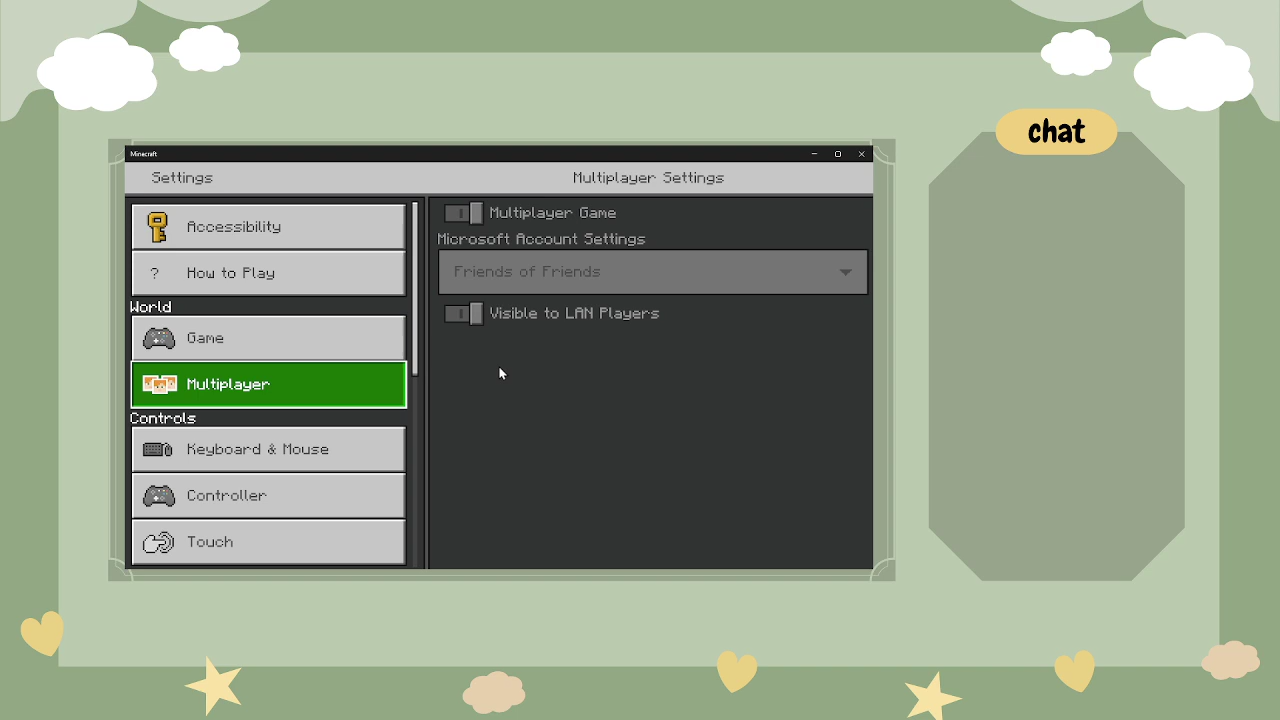 chat
Minecraft
Settings
Multiplayer Settings
Accessibility
? How to Play
World
Game
Multiplayer
Controls
Keyboard & Mouse
Controller
Touch
Multiplayer Game
Microsoft Account Settings
Friends of Friends
Visible to LAN Players